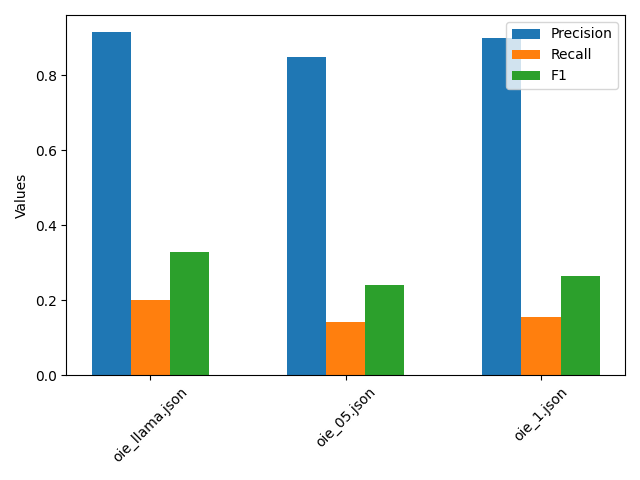 Precision
Recall
F1
Values
0.8
0.6
0.4
0.2
0.0
oie_llama.json
oie_05.json
oie_1.json